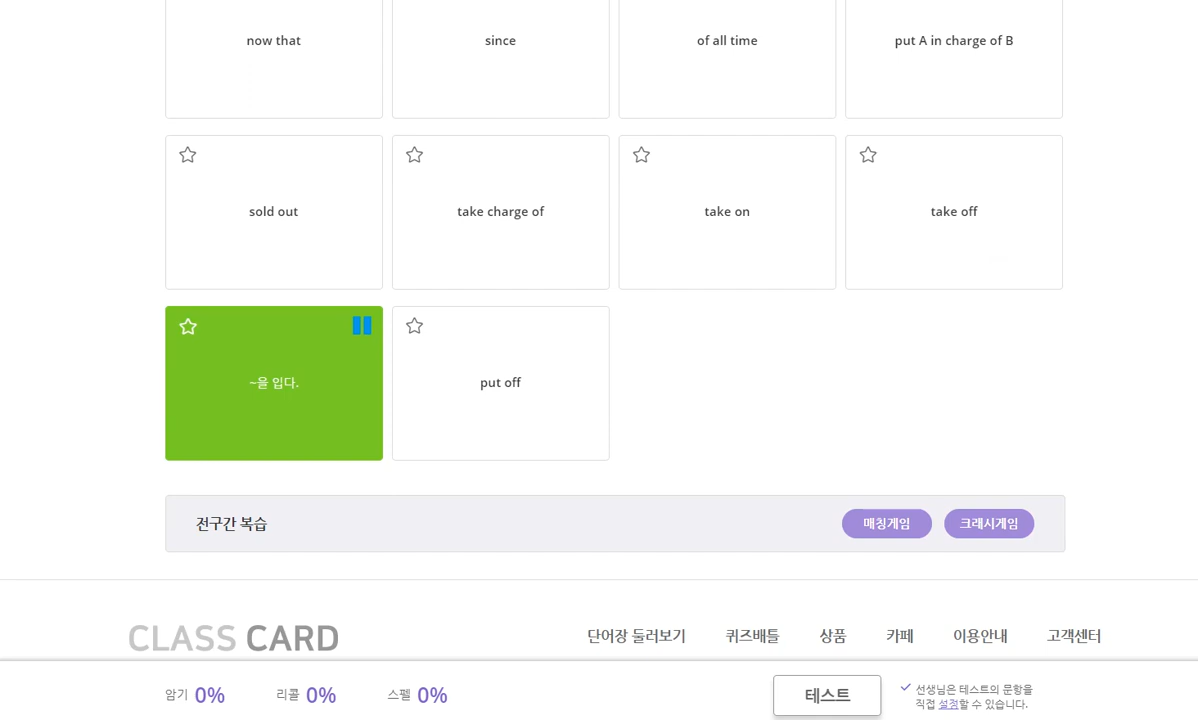 now that
since
of all time
put A in charge of B
sold out
take charge of
take on
take off
~을 입다.
put off
전구간 복습
매칭게임
크래시게임
CLASS CARD
단어장 둘러보기
퀴즈배틀
상품
카페
이용안내
고객센터
암기 0%
리콜 0%
스펠 0%
테스트
선생님은 테스트의 문항을
직접 설정할 수 있습니다.